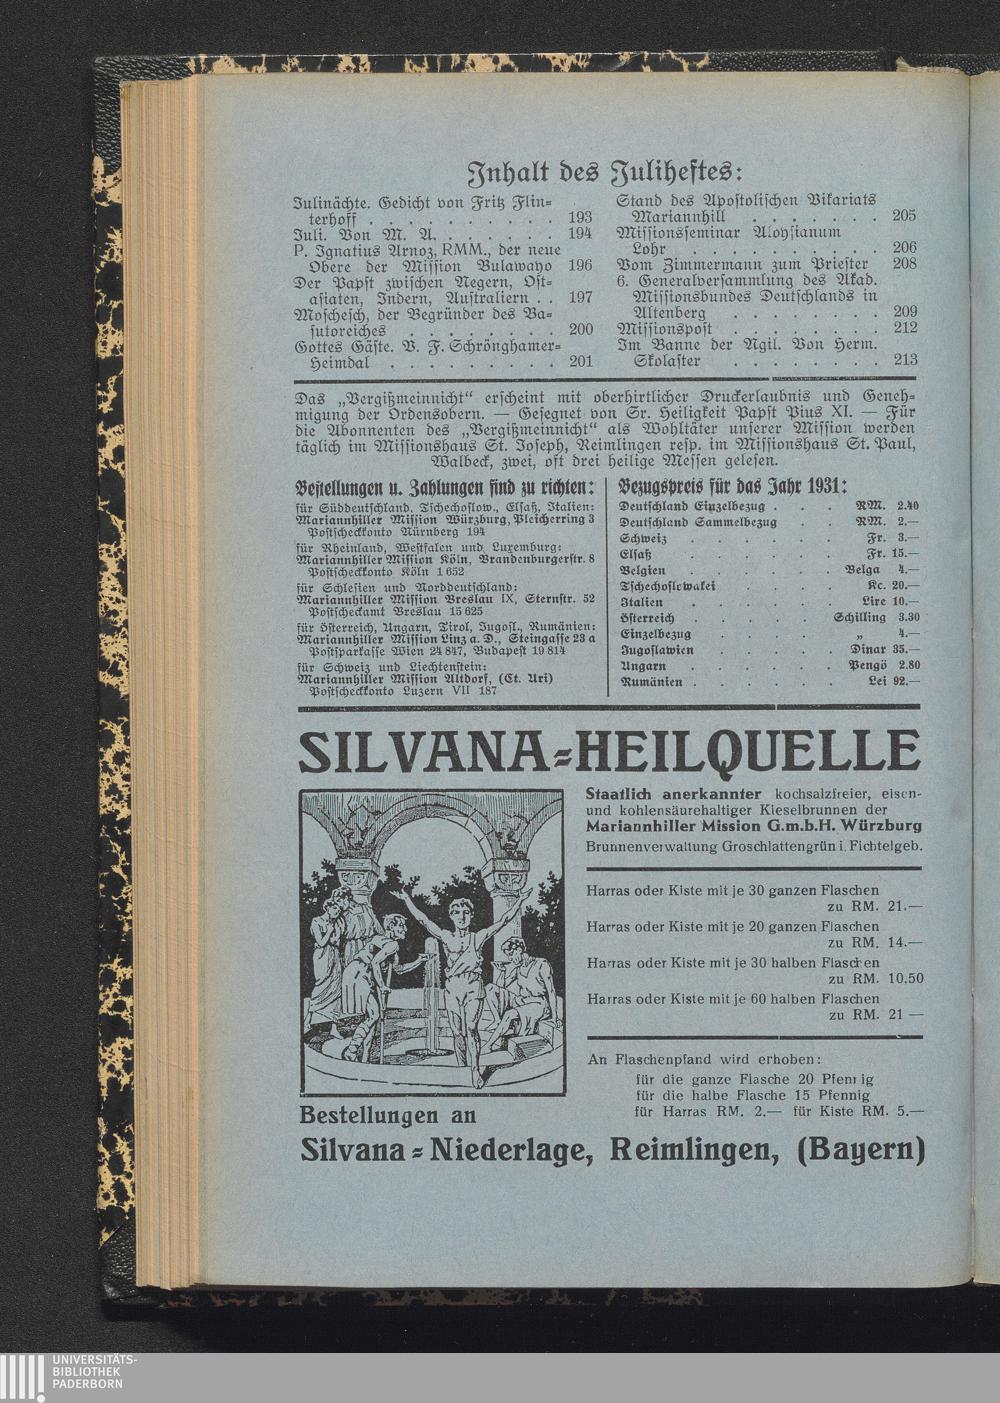 Inhalt des Juliheftes:
Julinächte. Gedicht von Fritz Flin-
terhoff . . . . . . . . . . 193
Juli. Von M. A. . . . . . . . 194
P. Ignatius Arnoz, RMM., der neue
Obere der Mission Bulawayo 196
Der Papst zwischen Negern, Ost-
asiaten, Indern, Australiern . . 197
Moschesch, der Begründer des Ba-
sutoreiches . . . . . . . . 200
Gottes Gäste. V. F. Schrönghamer-
Heimdal . . . . . . . . . 201
Stand des Apostolischen Vikariats
Mariannhill . . . . . . . 205
Missionsseminar Aloysianum
Lohr . . . . . . . . . . 206
Vom Zimmermann zum Priester 208
6. Generalversammlung des Akad.
Missionsbundes Deutschlands in
Altenberg . . . . . . . . 209
Missionspost . . . . . . . . 212
Im Banne der Ngil. Von Herm.
Skolaster . . . . . . . . 213
Das „Vergißmeinnicht“ erscheint mit oberhirtlicher Druckerlaubnis und Geneh-
migung der Ordensobern. — Gesegnet von Sr. Heiligkeit Papst Pius XI. — Für
die Abonnenten des „Vergißmeinnicht“ als Wohltäter unserer Mission werden
täglich im Missionshaus St. Joseph, Reimlingen resp. im Missionshaus St. Paul,
Walbeck, zwei, oft drei heilige Messen gelesen.
Bestellungen u. Zahlungen sind zu richten:
für Süddeutschland, Tschechoslow., Elsaß, Italien:
Mariannhiller Mission Würzburg, Pleicherring 3
Postscheckkonto Nürnberg 194
für Rheinland, Westfalen und Luxemburg:
Mariannhiller Mission Köln, Brandenburgerstr. 8
Postscheckkonto Köln 1652
für Schlesien und Norddeutschland:
Mariannhiller Mission Breslau IX, Sternstr. 52
Postscheckamt Breslau 15625
für Österreich, Ungarn, Tirol, Jugosl., Rumänien:
Mariannhiller Mission Linz a. D., Steingasse 23 a
Postsparkasse Wien 24847, Budapest 19814
für Schweiz und Liechtenstein:
Mariannhiller Mission Altdorf, (Ct. Uri)
Postscheckkonto Luzern VII 187
Bezugspreis für das Jahr 1931:
Deutschland Einzelbezug . . . RM. 2.40
Deutschland Sammelbezug . . RM. 2.—
Schweiz . . . . . . Fr. 3.—
Elsaß . . . . . . Fr. 15.—
Belgien . . . . . . Belga 4.—
Tschechoslowakei . . . . Kc. 20.—
Italien . . . . . . Lire 10.—
Österreich . . . . . Schilling 3.30
Einzelbezug . . . . . „ 4.—
Jugoslawien . . . . . Dinar 35.—
Ungarn . . . . . . Pengö 2.80
Rumänien . . . . . . Lei 92.—
SILVANA-HEILQUELLE
Staatlich anerkannter kochsalzfreier, eisen-
und kohlensäurehaltiger Kieselbrunnen der
Mariannhiller Mission G.m.b.H. Würzburg
Brunnenverwaltung Groschlattengrün i. Fichtelgeb.
Harras oder Kiste mit je 30 ganzen Flaschen
zu RM. 21.—
Harras oder Kiste mit je 20 ganzen Flaschen
zu RM. 14.—
Harras oder Kiste mit je 30 halben Flaschen
zu RM. 10.50
Harras oder Kiste mit je 60 halben Flaschen
zu RM. 21 —
An Flaschenpfand wird erhoben:
für die ganze Flasche 20 Pfennig
für die halbe Flasche 15 Pfennig
für Harras RM. 2.— für Kiste RM. 5.—
Bestellungen an
Silvana-Niederlage, Reimlingen, (Bayern)
UNIVERSITÄTS-
BIBLIOTHEK
PADERBORN